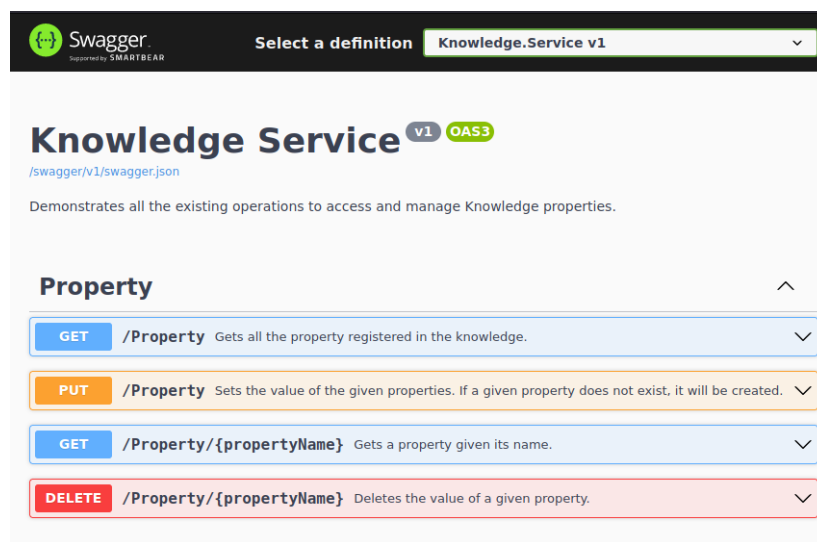 Swagger.
Supported by SMARTBEAR
Select a definition
Knowledge.Service v1
Knowledge Service v1 OAS3
/swagger/v1/swagger.json
Demonstrates all the existing operations to access and manage Knowledge properties.
Property
GET /Property Gets all the property registered in the knowledge.
PUT /Property Sets the value of the given properties. If a given property does not exist, it will be created.
GET /Property/{propertyName} Gets a property given its name.
DELETE /Property/{propertyName} Deletes the value of a given property.